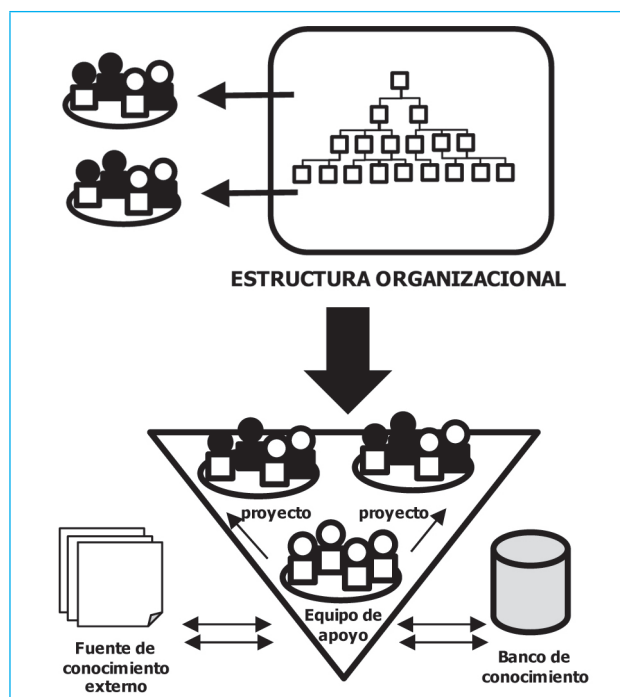 ESTRUCTURA ORGANIZACIONAL
proyecto
proyecto
Equipo de
apoyo
Fuente de
conocimiento
externo
Banco de
conocimiento